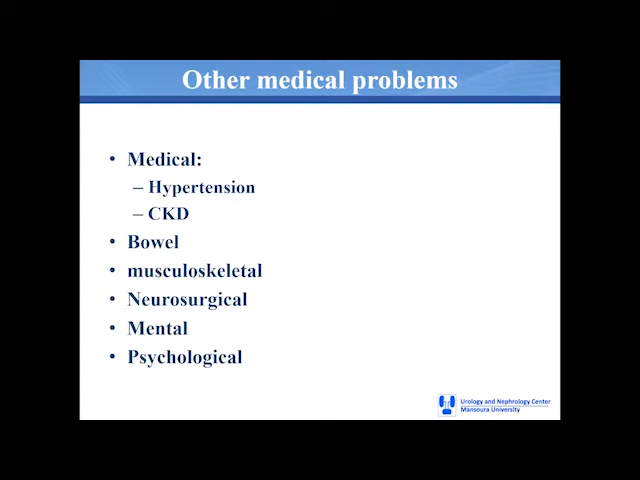 Other medical problems
• Medical:
– Hypertension
– CKD
• Bowel
• musculoskeletal
• Neurosurgical
• Mental
• Psychological
Urology and Nephrology Center
Mansoura University